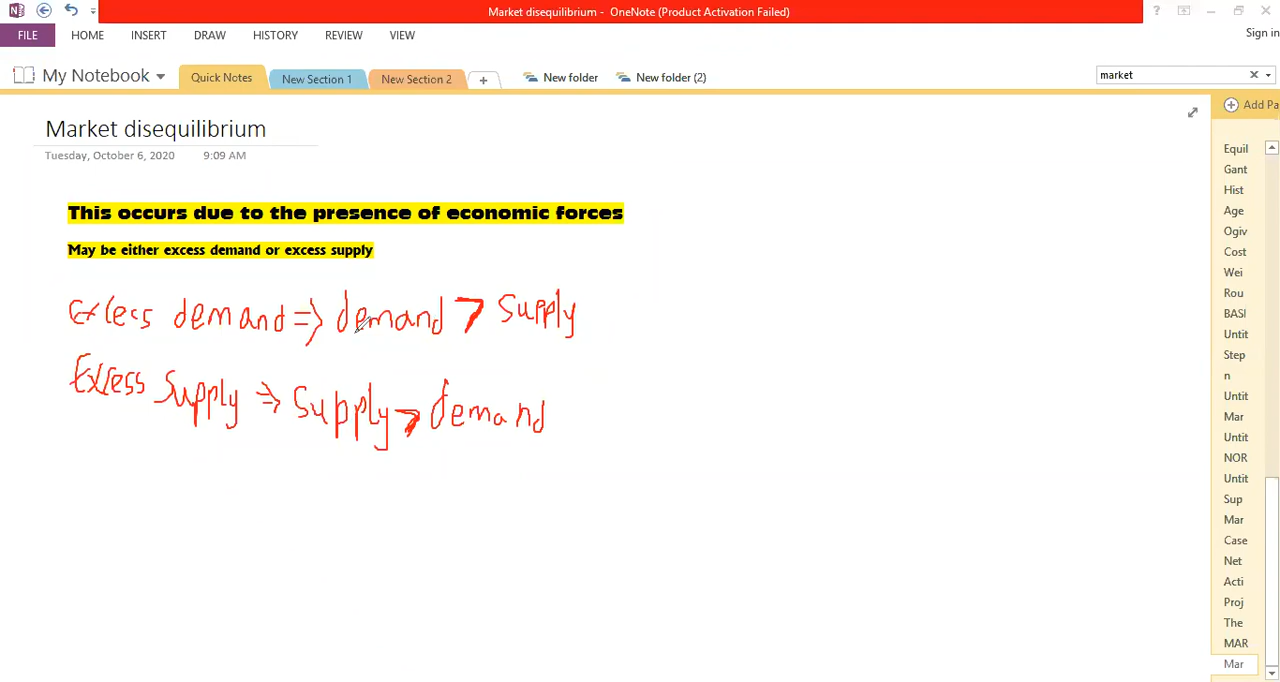 Market disequilibrium - OneNote (Product Activation Failed)
FILE HOME INSERT DRAW HISTORY REVIEW VIEW
Sign in
My Notebook Quick Notes New Section 1 New Section 2 + New folder New folder (2)
market
Add Pa
Market disequilibrium
Tuesday, October 6, 2020 9:09 AM
This occurs due to the presence of economic forces
May be either excess demand or excess supply
Excess demand => demand > Supply
Excess Supply => Supply > demand
Equil
Gant
Hist
Age
Ogiv
Cost
Wei
Rou
BASI
Untit
Step
n
Untit
Mar
Untit
NOR
Untit
Sup
Mar
Case
Net
Acti
Proj
The
MAR
Mar